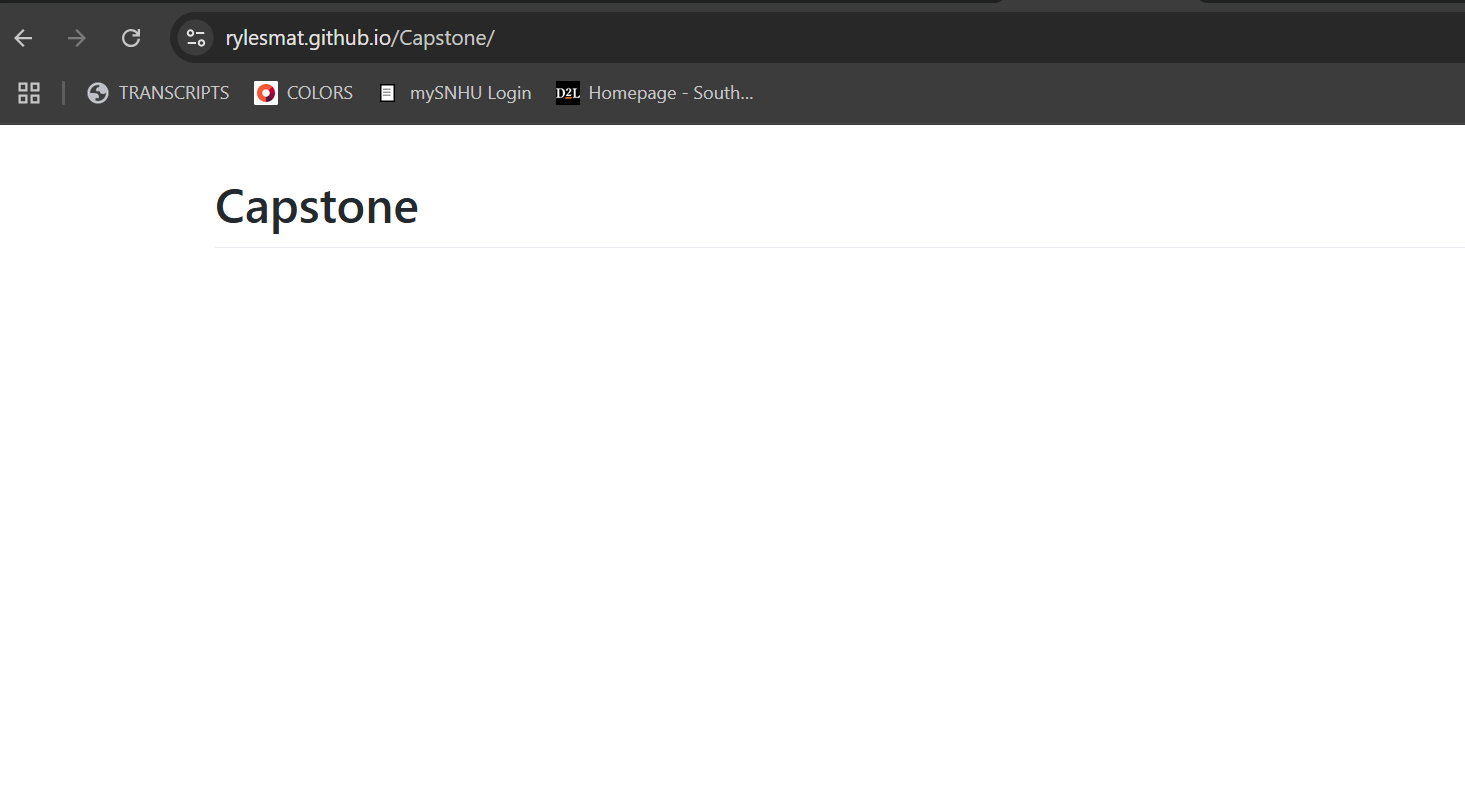 rylesmat.github.io/Capstone/
TRANSCRIPTS COLORS mySNHU Login D2L Homepage - South...
Capstone